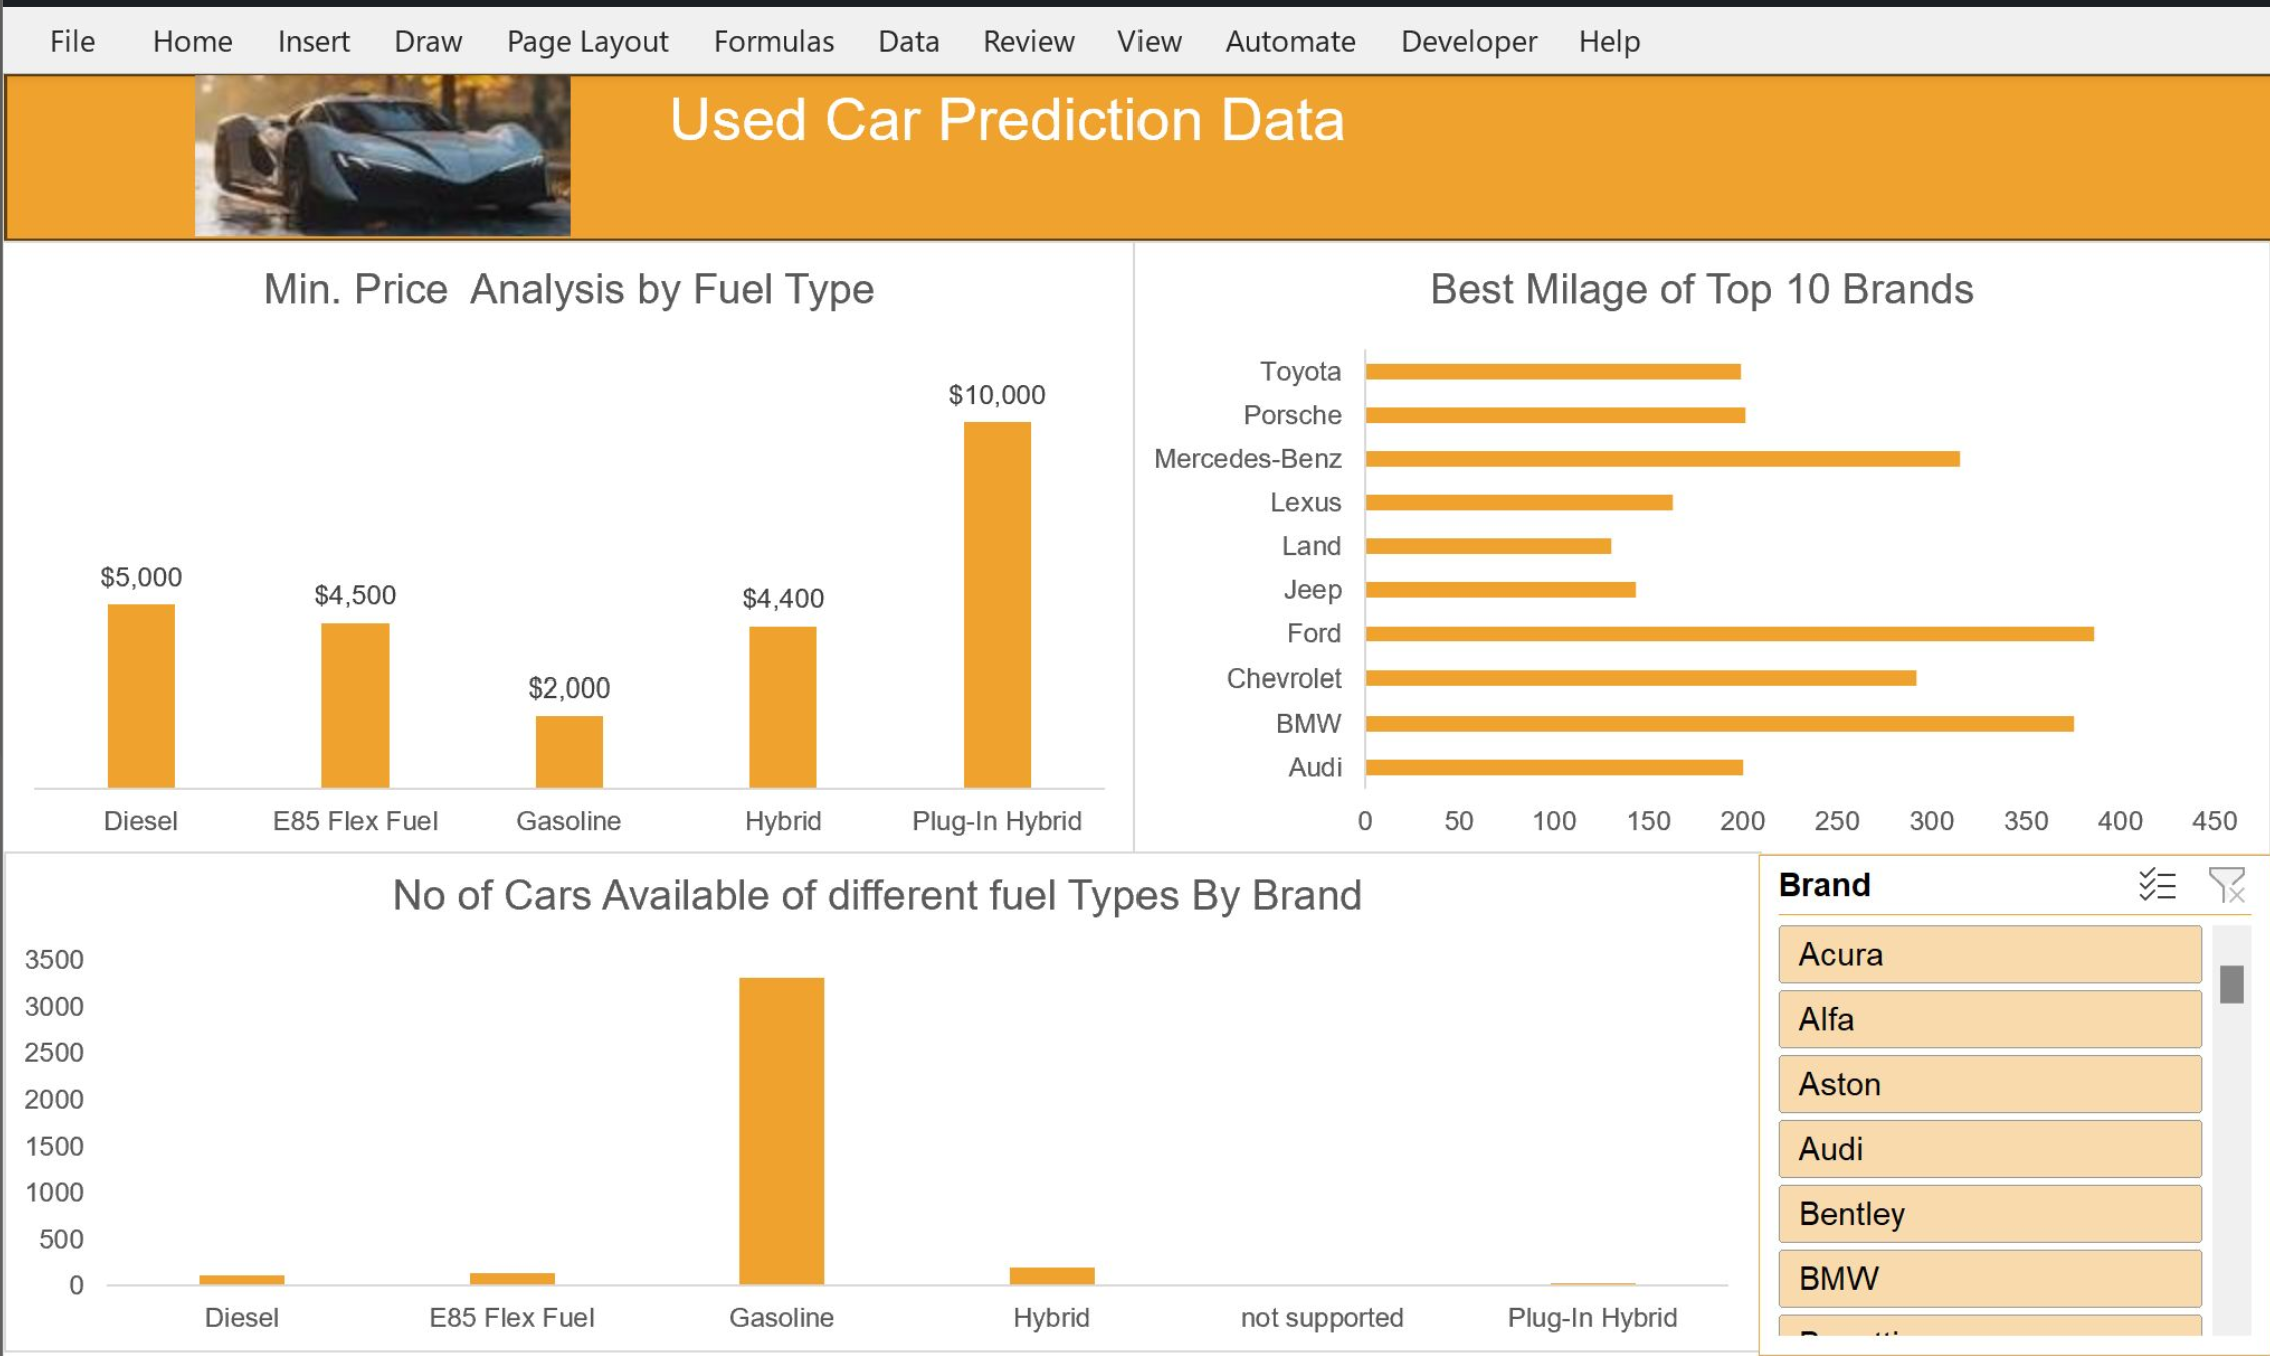 File Home Insert Draw Page Layout Formulas Data Review View Automate Developer Help
Used Car Prediction Data
Min. Price  Analysis by Fuel Type
$5,000
$4,500
$2,000
$4,400
$10,000
Diesel E85 Flex Fuel Gasoline Hybrid Plug-In Hybrid
Best Milage of Top 10 Brands
Toyota
Porsche
Mercedes-Benz
Lexus
Land
Jeep
Ford
Chevrolet
BMW
Audi
0 50 100 150 200 250 300 350 400 450
No of Cars Available of different fuel Types By Brand
3500
3000
2500
2000
1500
1000
500
0
Diesel E85 Flex Fuel Gasoline Hybrid not supported Plug-In Hybrid
Brand
Acura
Alfa
Aston
Audi
Bentley
BMW